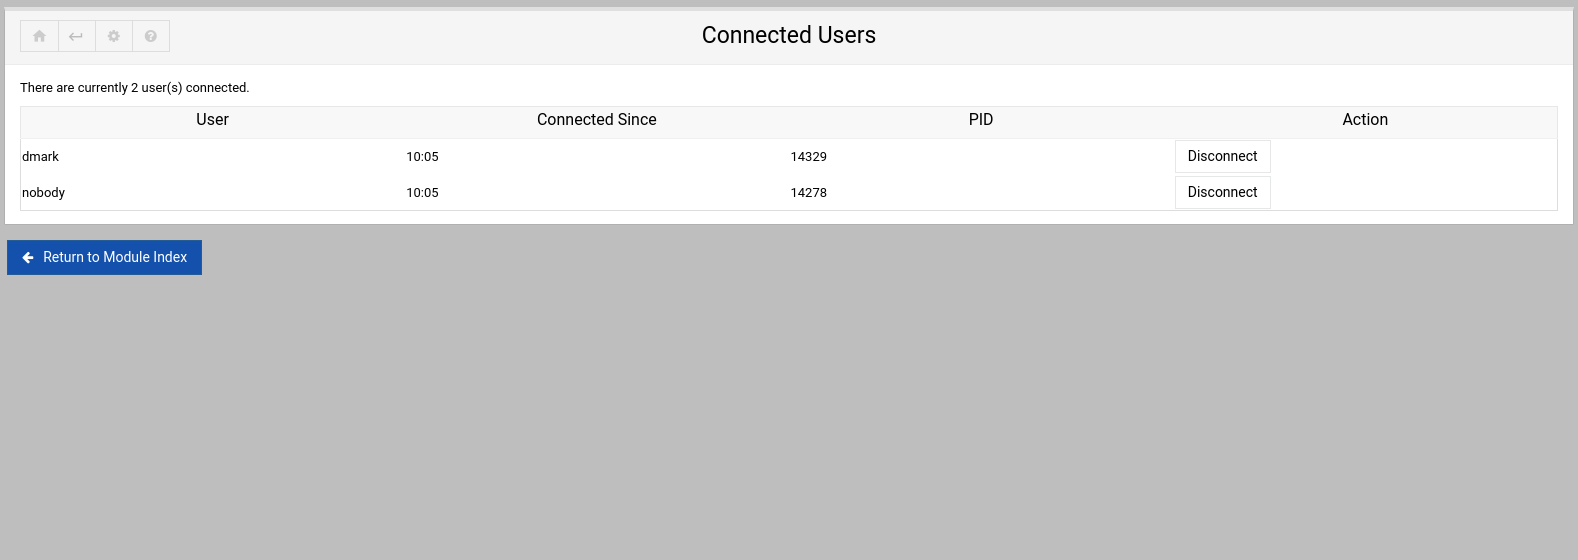 Connected Users
There are currently 2 user(s) connected.
User Connected Since PID Action
dmark 10:05 14329 Disconnect
nobody 10:05 14278 Disconnect
Return to Module Index